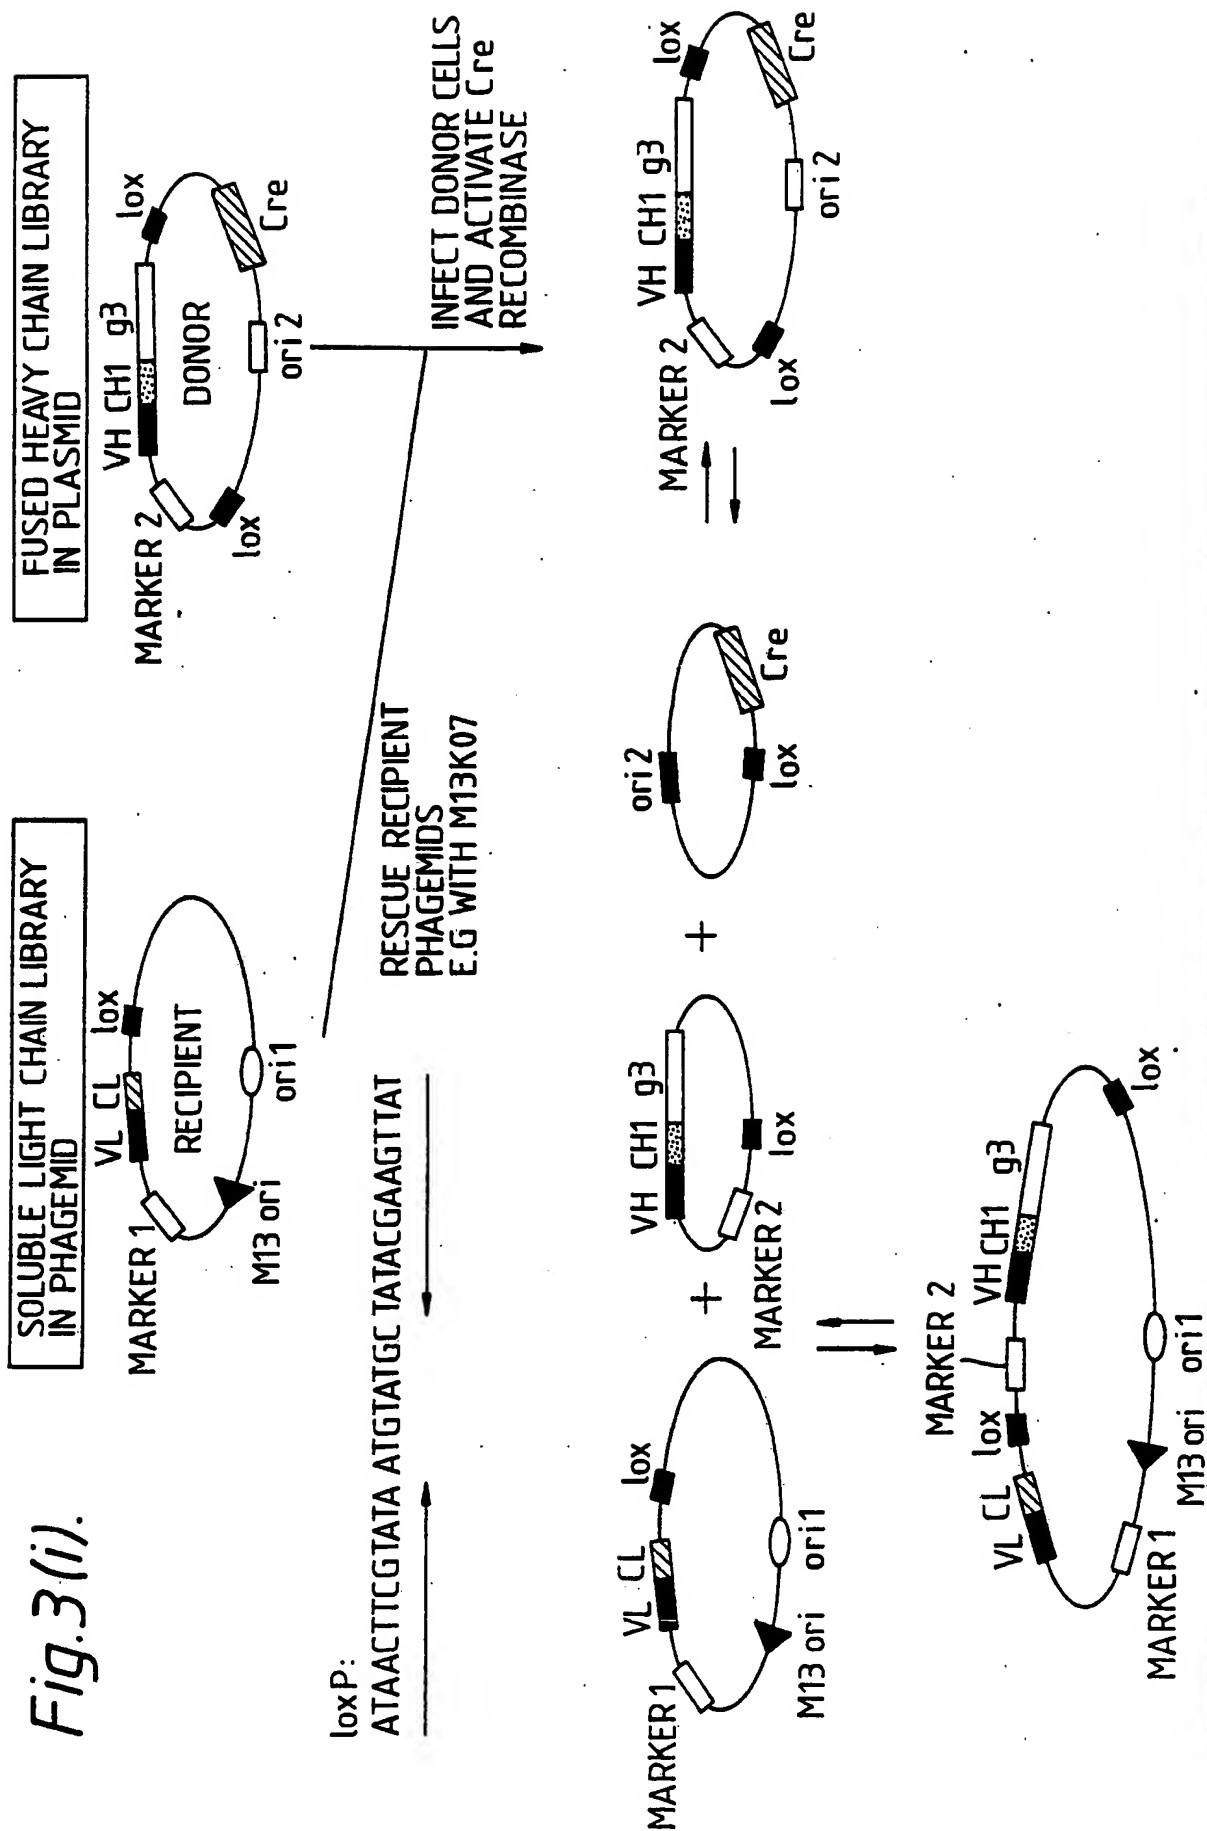 Fig.3(i).
SOLUBLE LIGHT CHAIN LIBRARY
IN PHAGEMID
FUSED HEAVY CHAIN LIBRARY
IN PLASMID
MARKER 1
VL CL
lox
RECIPIENT
M13 ori
ori1
MARKER 2
VH CH1 g3
lox
DONOR
lox
ori 2
Cre
loxP:
ATAACTTCGTATA ATGTATGC TATACGAAGTTAT
RESCUE RECIPIENT
PHAGEMIDS
E.G WITH M13K07
INFECT DONOR CELLS
AND ACTIVATE Cre
RECOMBINASE
MARKER 1
VL CL
lox
M13 ori
ori1
+
VH CH1 g3
MARKER 2
lox
+
ori 2
lox
Cre
MARKER 2
VH CH1 g3
lox
lox
ori 2
Cre
MARKER 2
VL CL
lox
VH CH1
g3
MARKER 1
M13 ori
ori1
lox